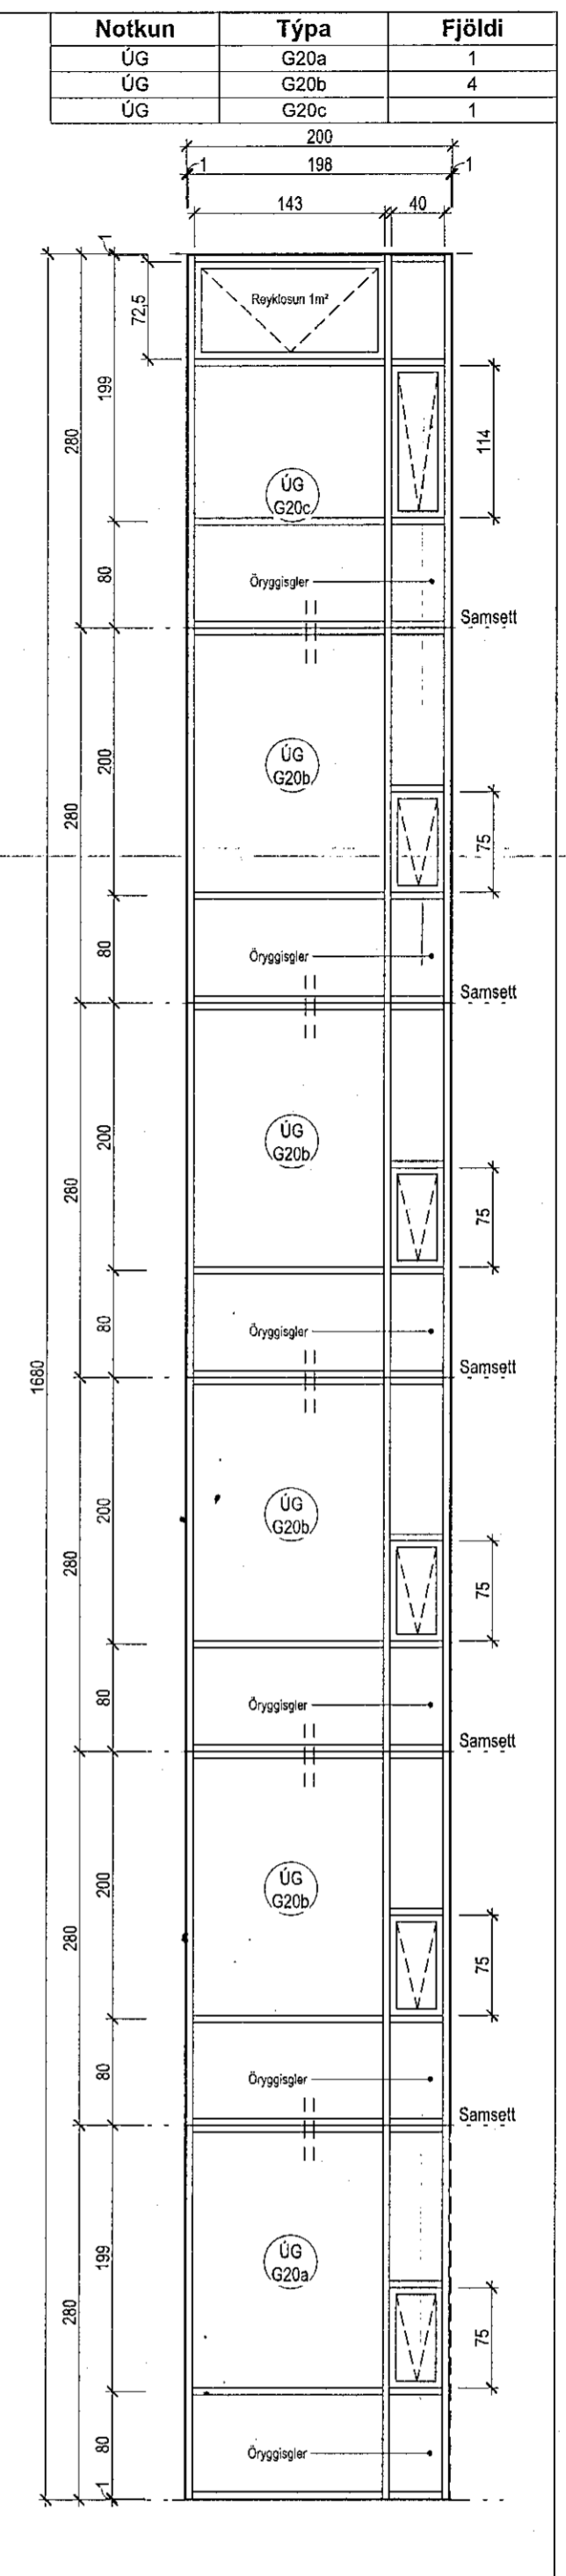 Notkun Týpa Fjöldi
ÚG G20a 1
ÚG G20b 4
ÚG G20c 1
200
1 198 1
143 40
1
72,5
Reyklosun 1m²
199
280
114
ÚG
G20c
80
Öryggisgler
Samsett
200
280
ÚG
G20b
75
80
Öryggisgler
Samsett
200
280
ÚG
G20b
75
80
Öryggisgler
1680
Samsett
200
280
ÚG
G20b
75
80
Öryggisgler
Samsett
200
280
ÚG
G20b
75
80
Öryggisgler
Samsett
199
280
ÚG
G20a
75
80
Öryggisgler
1